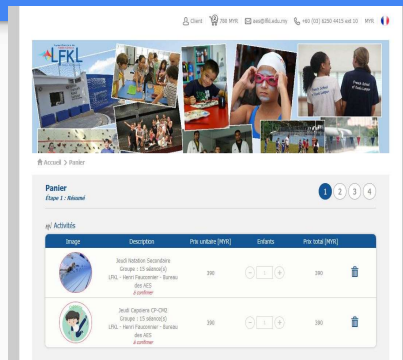 Client 780 MYR aes@lfkl.edu.my +60 (03) 6250 4415 ext 10 MYR
LFKL
Accueil > Panier
Panier
Étape 1 : Résumé
1 2 3 4
Activités
Image Description Prix unitaire [MYR] Enfants Prix total [MYR]
Jeudi Natation Secondaire
Groupe : 15 séance(s)
LFKL - Henri Fauconnier - Bureau
des AES
à confirmer
390 - 1 + 390
Jeudi Capoeira CP-CM2
Groupe : 15 séance(s)
LFKL - Henri Fauconnier - Bureau
des AES
à confirmer
390 - 1 + 390